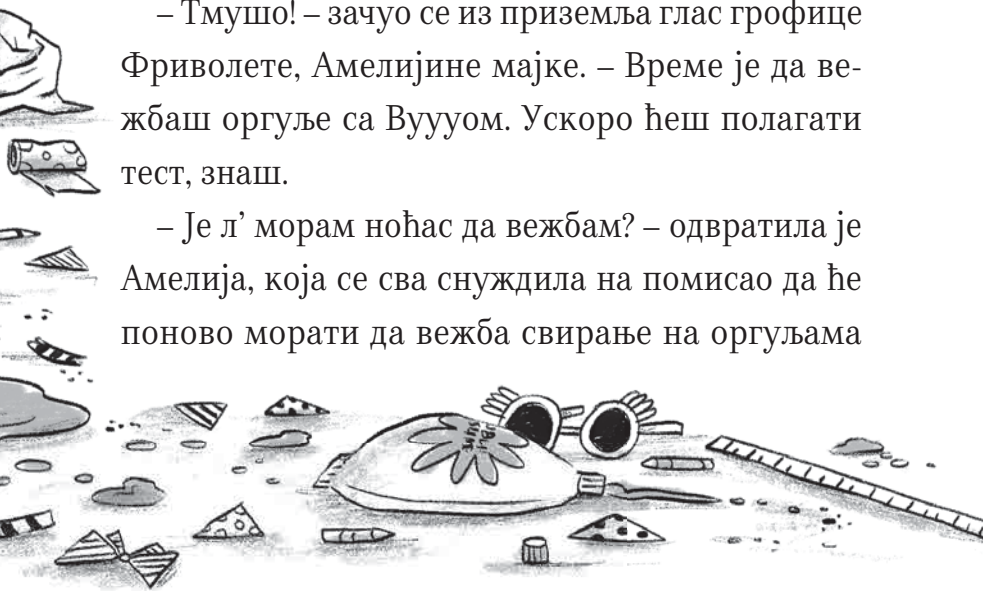 – Тмушо! – зачуо се из приземља глас грофице
Фриволете, Амелијине мајке. – Време је да ве-
жбаш оргуље са Вуууом. Ускоро ћеш полагати
тест, знаш.
– Је л’ морам ноћас да вежбам? – одвратила је
Амелија, која се сва снуждила на помисао да ће
поново морати да вежба свирање на оргуљама